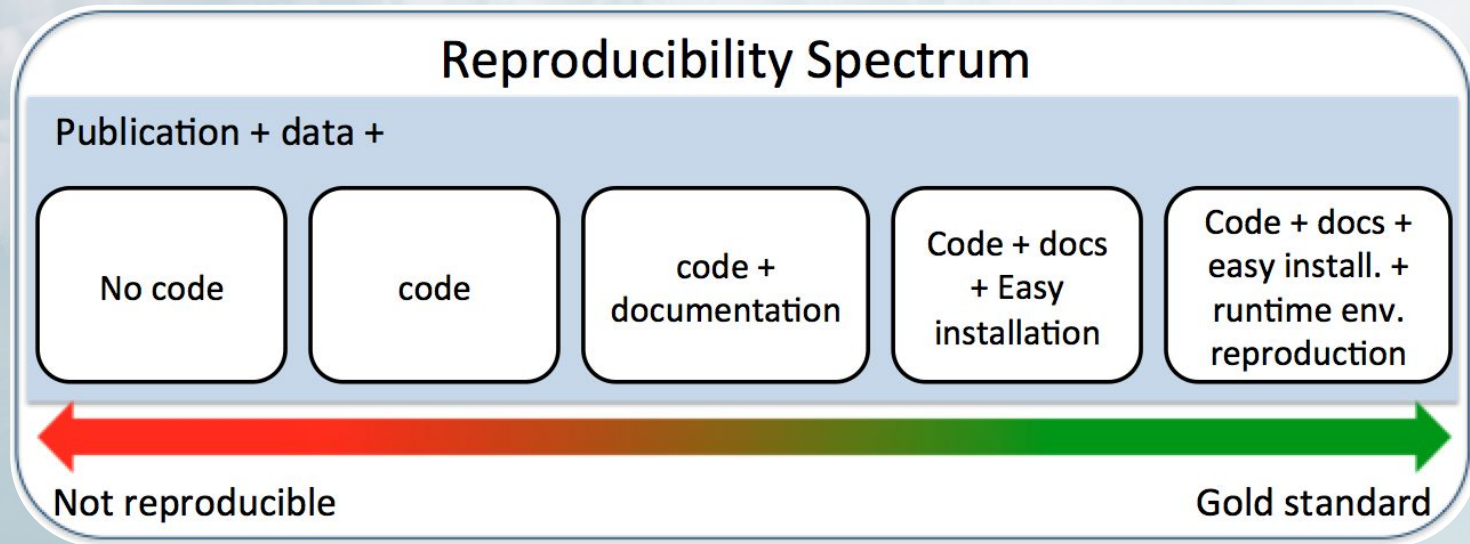 Reproducibility Spectrum
Publication + data +
No code
code
code +
documentation
Code + docs
+ Easy
installation
Code + docs +
easy install. +
runtime env.
reproduction
Not reproducible
Gold standard